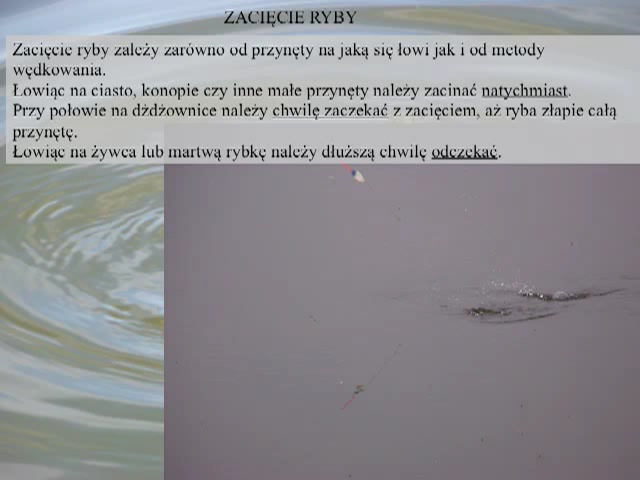 ZACIĘCIE RYBY
Zacięcie ryby zależy zarówno od przynęty na jaką się łowi jak i od metody
wędkowania.
Łowiąc na ciasto, konopie czy inne małe przynęty należy zacinać natychmiast.
Przy połowie na dżdżownice należy chwilę zaczekać z zacięciem, aż ryba złapie całą
przynętę.
Łowiąc na żywca lub martwą rybkę należy dłuższą chwilę odczekać.